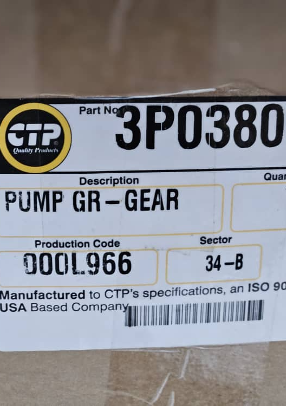 CTP
®
Quality Products
Part No
3P0380
Description
Quan
PUMP GR-GEAR
Production Code
Sector
000L966
34-B
Manufactured to CTP's specifications, an ISO 90
USA Based Company